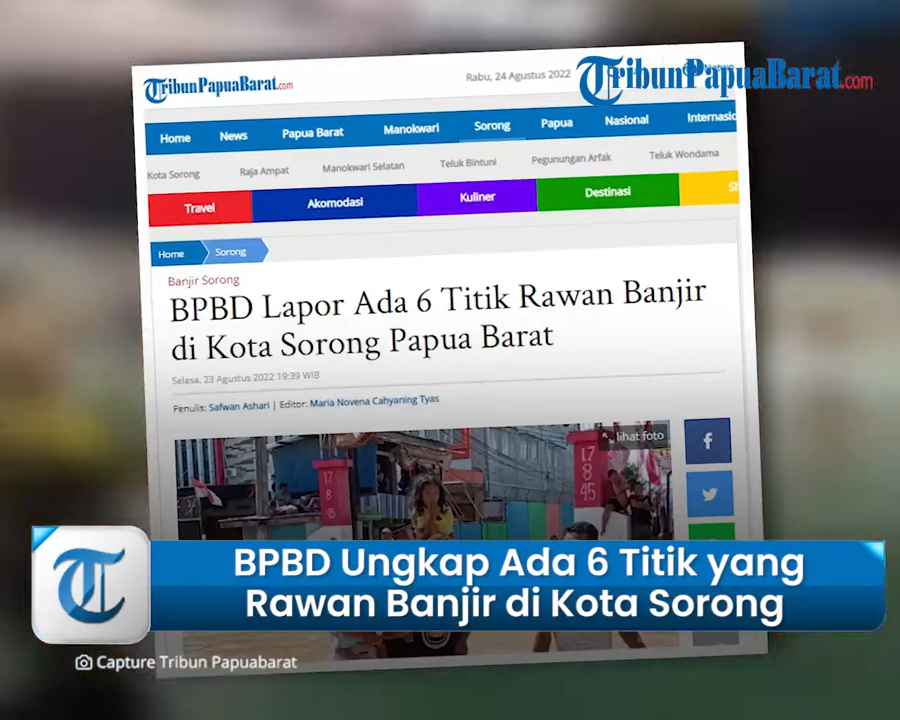 TribunPapuaBarat.com
Rabu, 24 Agustus 2022
TribunPapuaBarat.com
Home News Papua Barat Manokwari Sorong Papua Nasional Internasio
Kota Sorong Raja Ampat Manokwari Selatan Teluk Bintuni Pegunungan Arfak Teluk Wondama
Travel Akomodasi Kuliner Destinasi
Home Sorong
Banjir Sorong
BPBD Lapor Ada 6 Titik Rawan Banjir
di Kota Sorong Papua Barat
Selasa, 23 Agustus 2022 19:39 WIB
Penulis: Safwan Ashari | Editor: Maria Novena Cahyaning Tyas
lihat foto
17
8
45
17
8
45
BPBD Ungkap Ada 6 Titik yang
Rawan Banjir di Kota Sorong
Capture Tribun Papuabarat